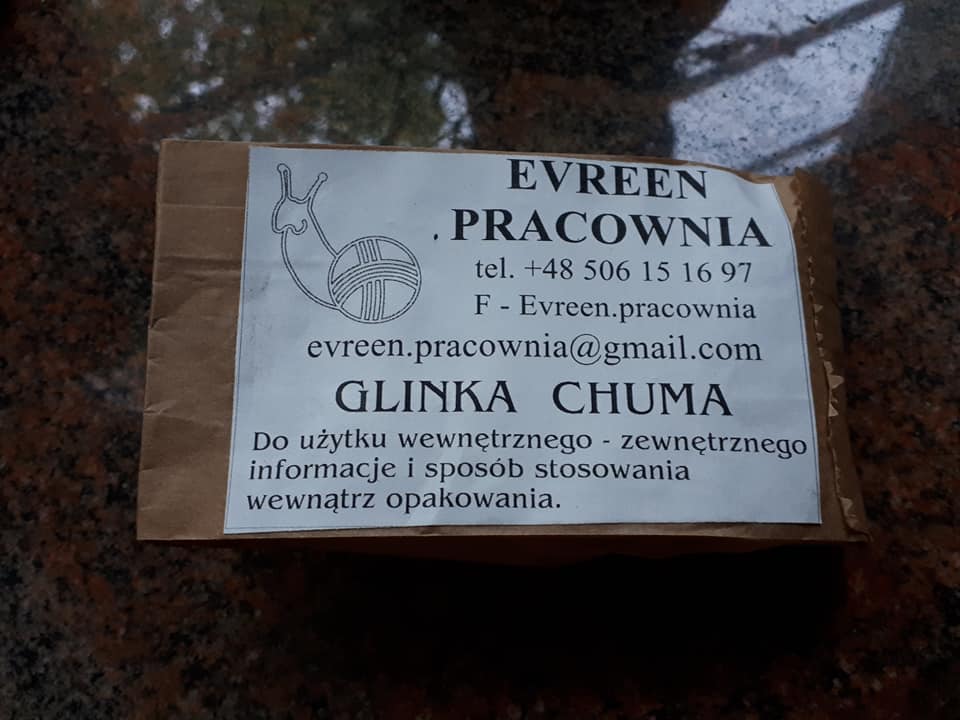 EVREEN
PRACOWNIA
tel. +48 506 15 16 97
F - Evreen.pracownia
evreen.pracownia@gmail.com
GLINKA CHUMA
Do użytku wewnętrznego - zewnętrznego
informacje i sposób stosowania
wewnątrz opakowania.